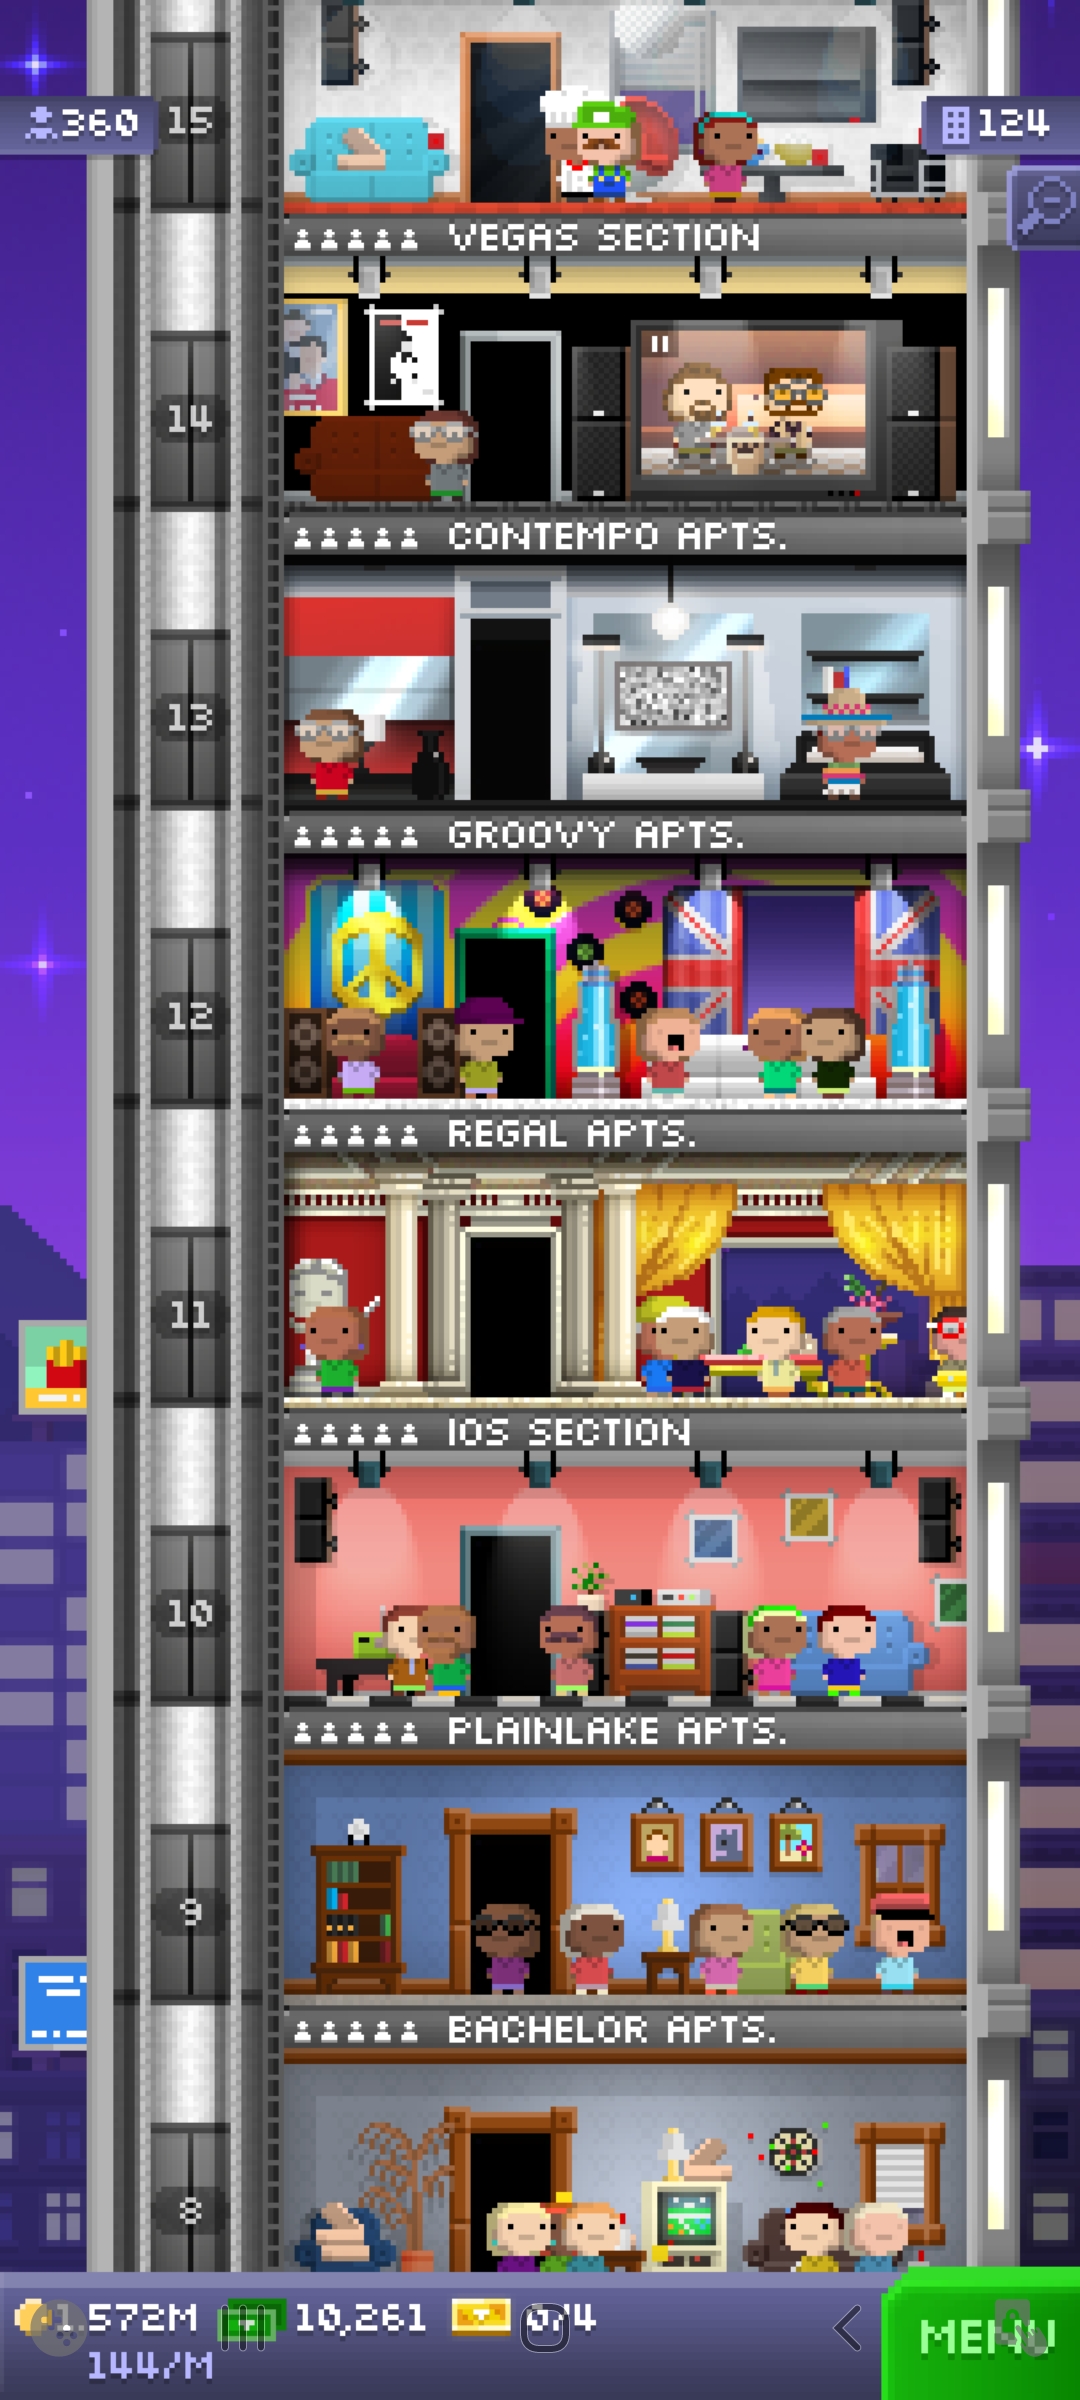 360
15
124
VEGAS SECTION
14
CONTEMPO APTS.
13
GROOVY APTS.
12
REGAL APTS.
11
IOS SECTION
10
PLAINLAKE APTS.
9
BACHELOR APTS.
8
1.572M 10,261 0/4
144/M
MENU